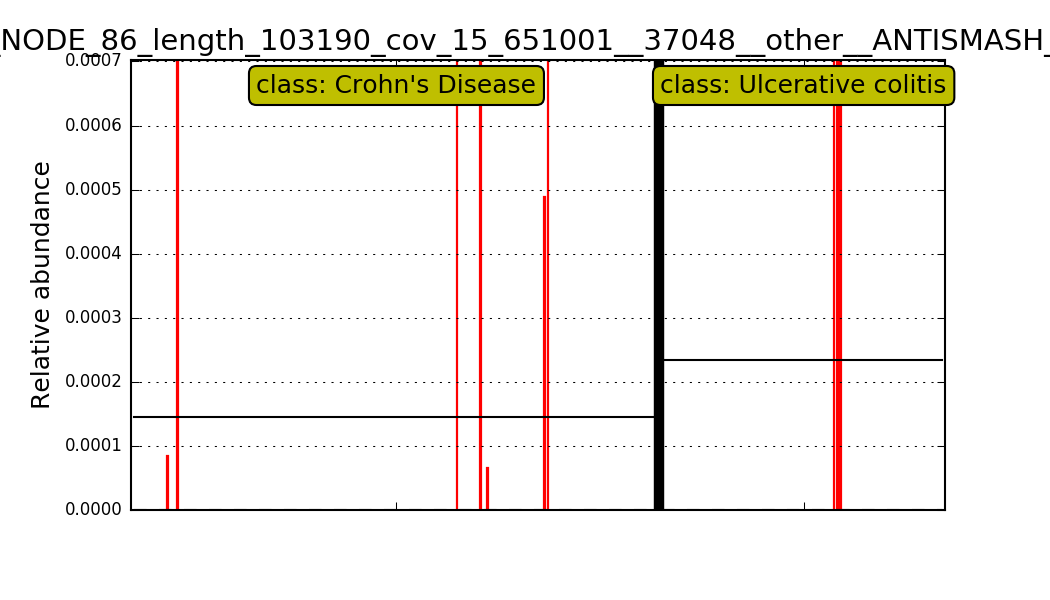 _NODE_86_length_103190_cov_15_651001__37048__other__ANTISMASH_
class: Crohn's Disease
class: Ulcerative colitis
Relative abundance
0.0007
0.0006
0.0005
0.0004
0.0003
0.0002
0.0001
0.0000